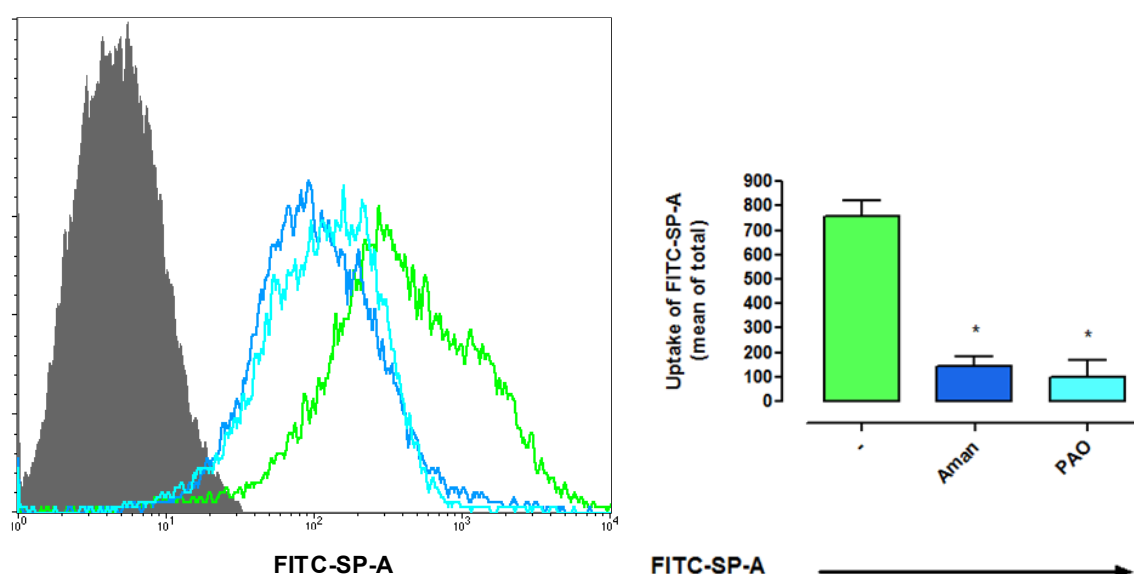 10⁰ 10¹ 10² 10³ 10⁴
FITC-SP-A
Uptake of FITC-SP-A
(mean of total)
900
800
700
600
500
400
300
200
100
0
* *
- Aman PAO
FITC-SP-A